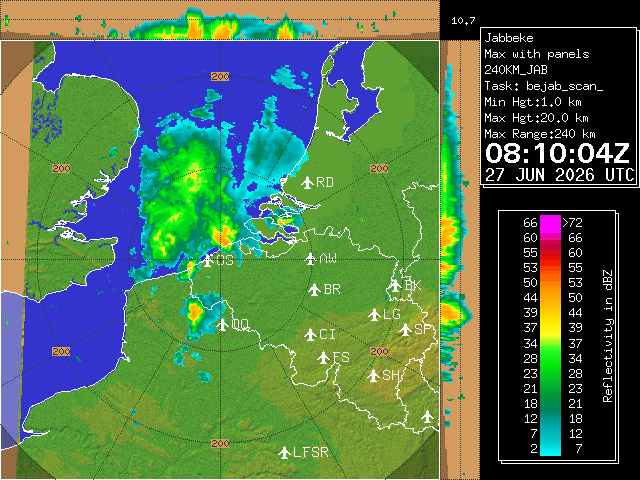 10.7
Jabbeke
Max with panels
240KM_JAB
Task: bejab_scan_
Min Hgt:1.0 km
Max Hgt:20.0 km
Max Range:240 km
08:10:04Z
27 JUN 2026 UTC
200
200
200
RD
OS
AW
BR
BK
LG
SP
QO
CI
FS
SH
200
200
LFSR
66 >72
60 66
55 60
53 55
50 53
44 50
39 44
37 39
34 37
28 34
24 28
23 24
21 23
18 21
12 18
7 12
2 7
Reflectivity in dBZ